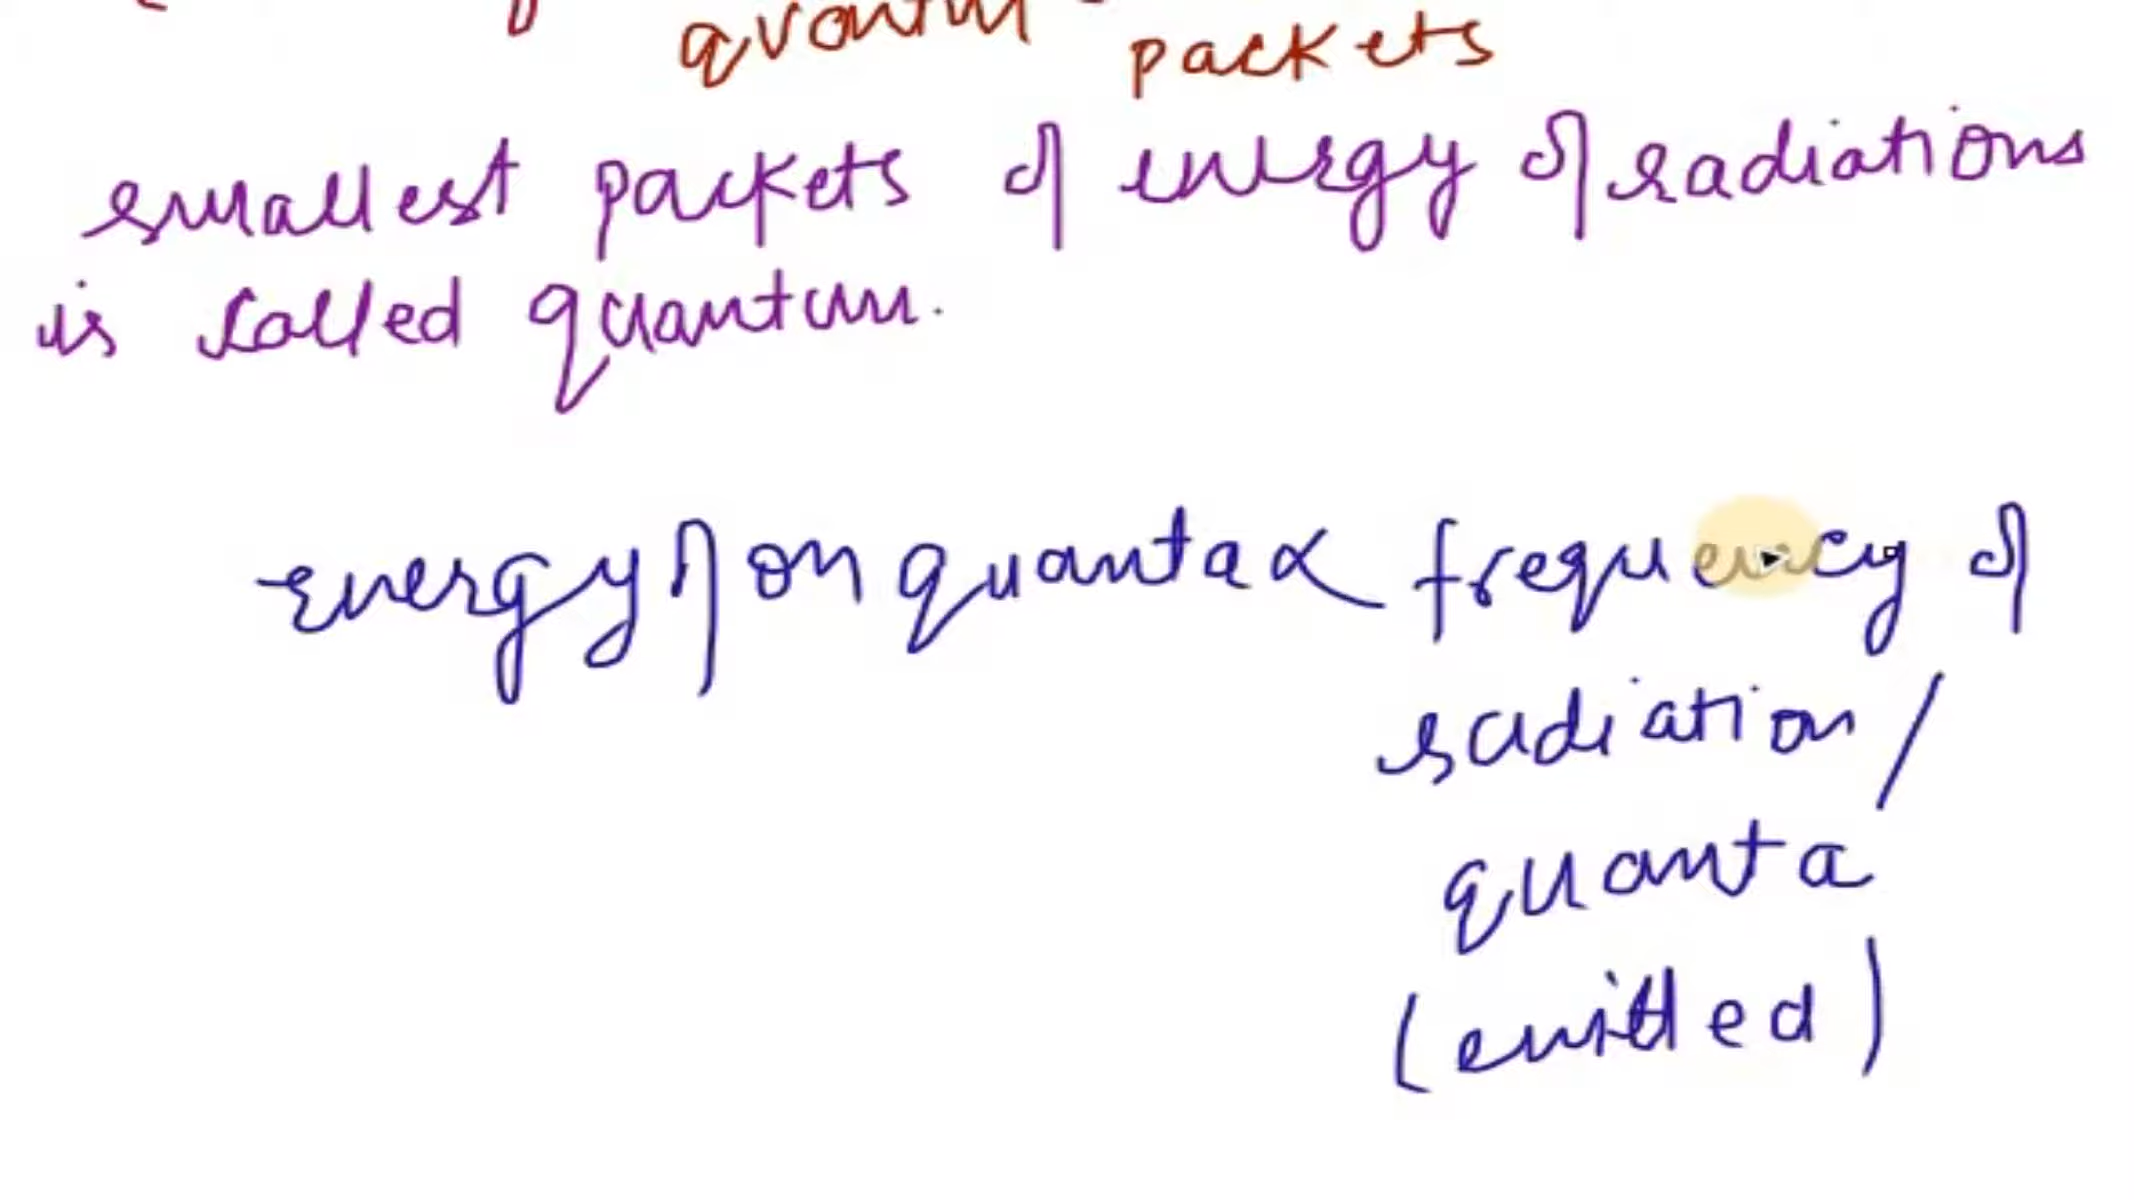 packets
smallest packets of energy of radiations
is called quantum.
energy of on quanta ∝ frequency of
radiation/
quanta
(emitted)